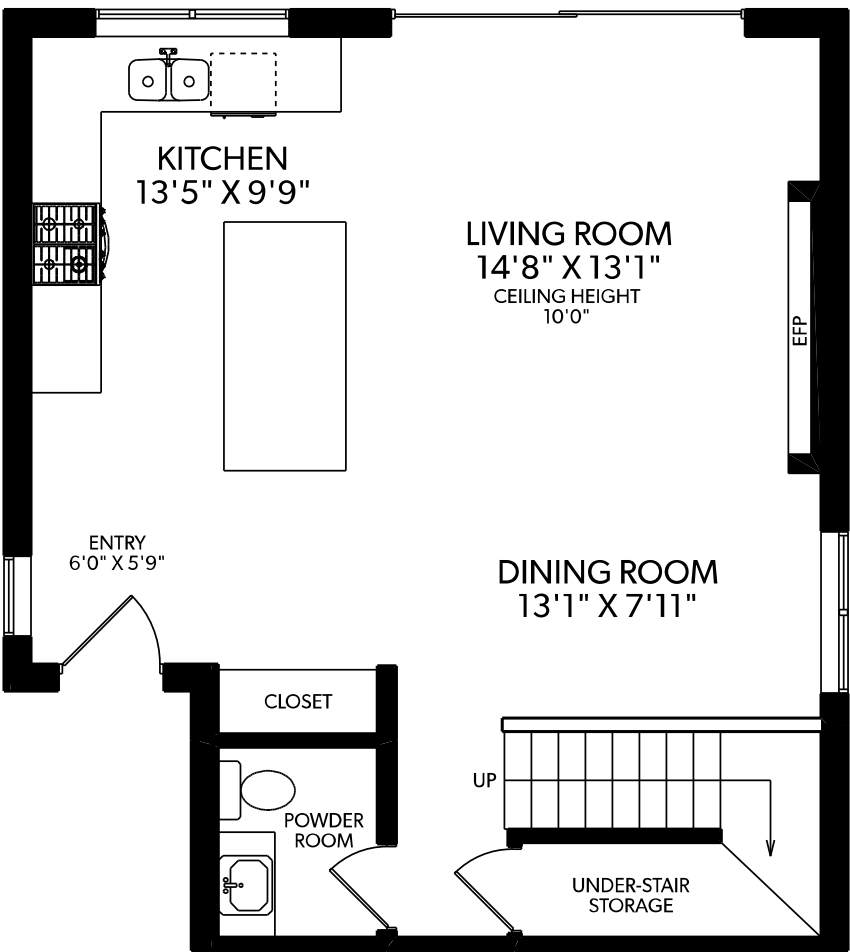 KITCHEN
13'5" X 9'9"
LIVING ROOM
14'8" X 13'1"
CEILING HEIGHT
10'0"
EFP
ENTRY
6'0" X 5'9"
DINING ROOM
13'1" X 7'11"
CLOSET
UP
POWDER
ROOM
UNDER-STAIR
STORAGE